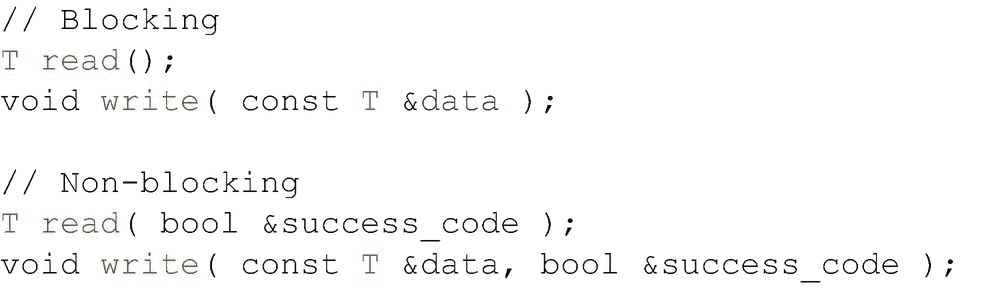 // Blocking
T read();
void write( const T &data );
// Non-blocking
T read( bool &success_code );
void write( const T &data, bool &success_code );